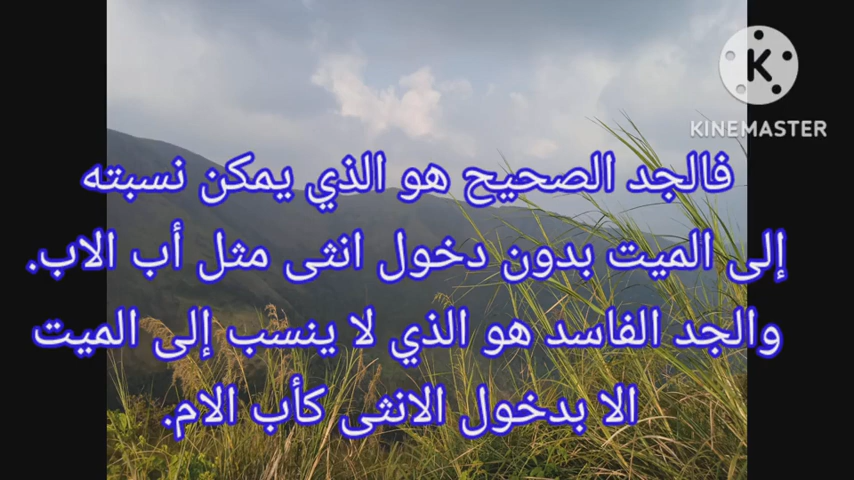 KINEMASTER
فالجد الصحيح هو الذي يمكن نسبته
إلى الميت بدون دخول انثى مثل أب الاب.
والجد الفاسد هو الذي لا ينسب إلى الميت
الا بدخول الانثى كأب الام.